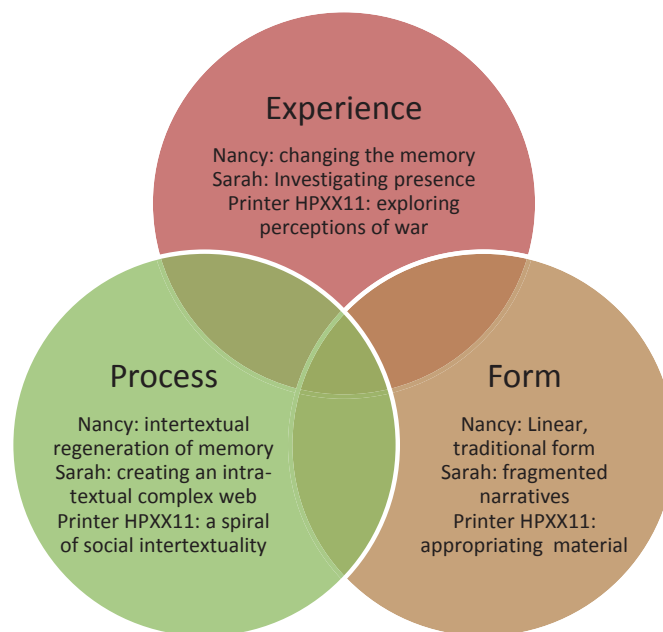 Experience
Nancy: changing the memory
Sarah: Investigating presence
Printer HPXX11: exploring
perceptions of war
Process
Nancy: intertextual
regeneration of memory
Sarah: creating an intra-
textual complex web
Printer HPXX11: a spiral
of social intertextuality
Form
Nancy: Linear,
traditional form
Sarah: fragmented
narratives
Printer HPXX11:
appropriating material